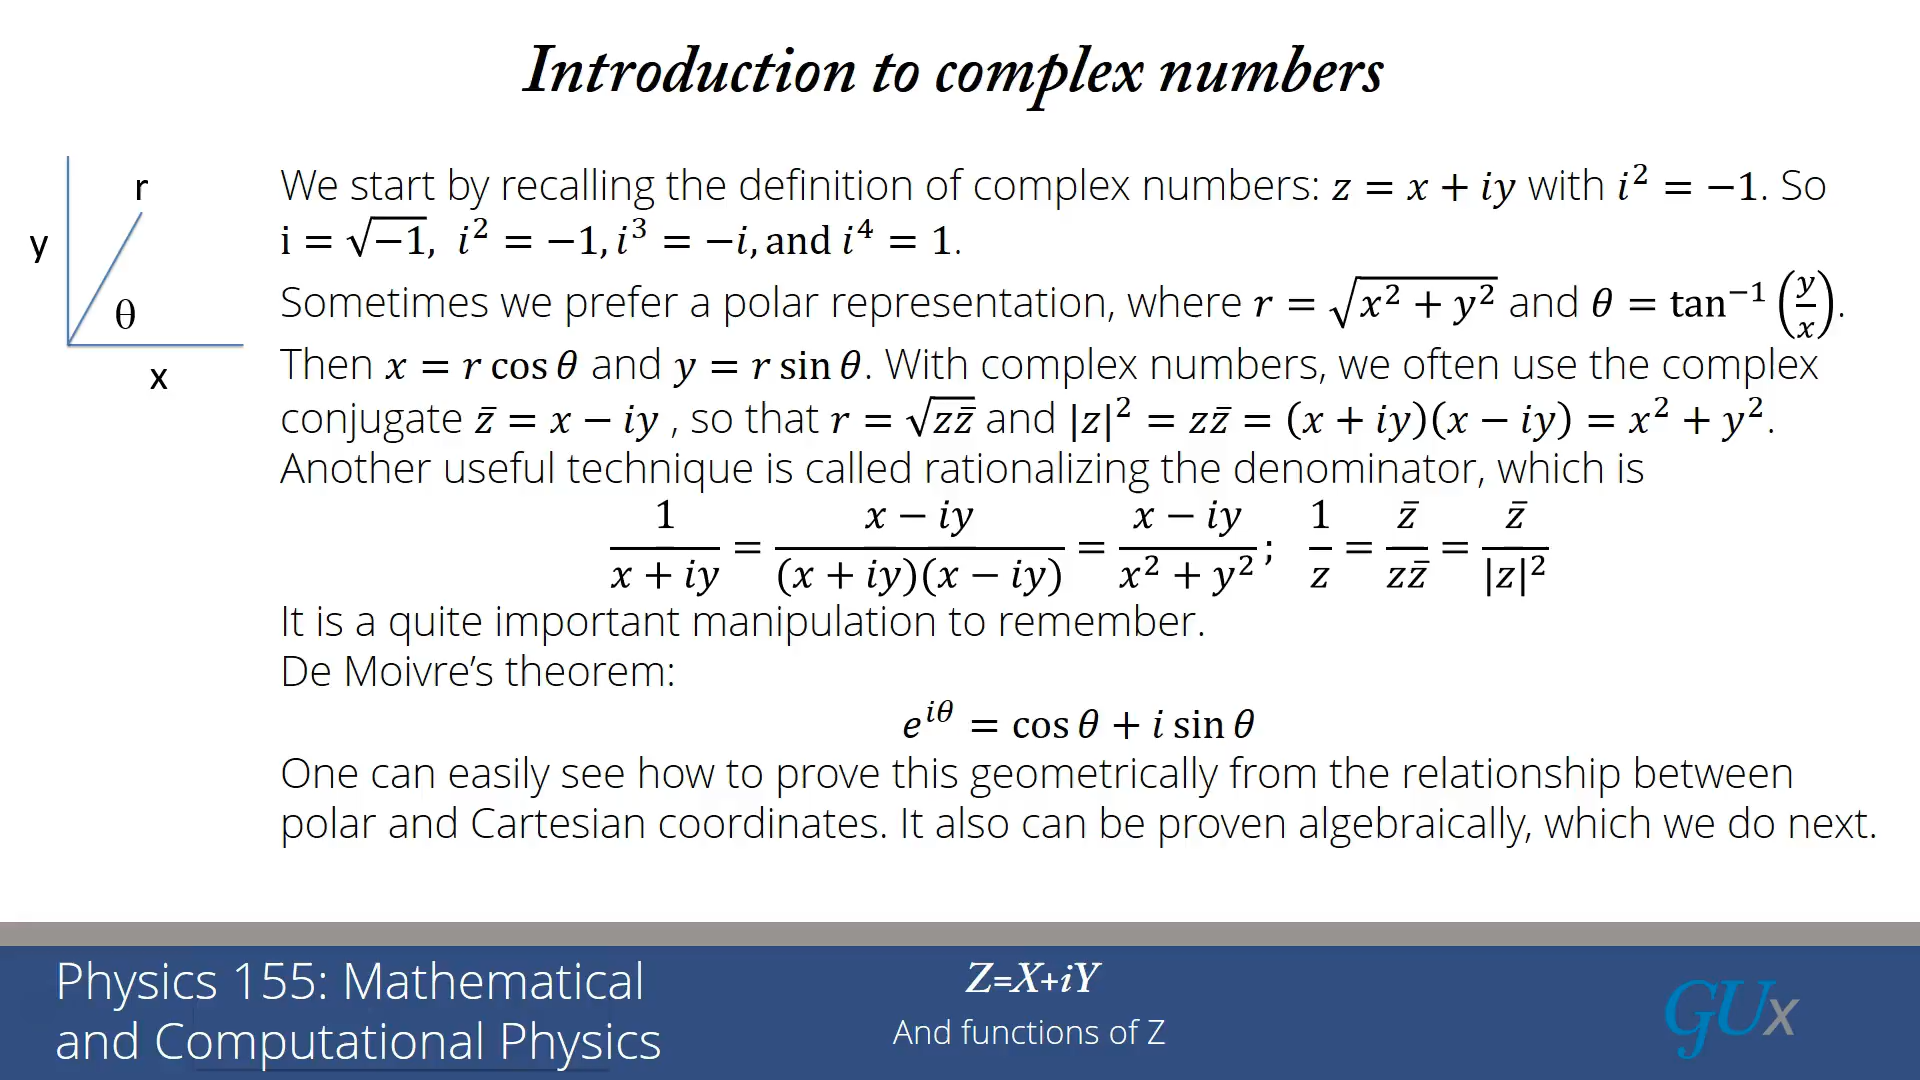 Introduction to complex numbers
r
y
θ
x
We start by recalling the definition of complex numbers: z = x + iy with i² = −1. So
i = √−1, i² = −1, i³ = −i, and i⁴ = 1.
Sometimes we prefer a polar representation, where r = √(x² + y²) and θ = tan⁻¹(y/x).
Then x = r cos θ and y = r sin θ. With complex numbers, we often use the complex
conjugate z̄ = x − iy , so that r = √(zz̄) and |z|² = zz̄ = (x + iy)(x − iy) = x² + y².
Another useful technique is called rationalizing the denominator, which is
1/(x + iy) = (x − iy)/((x + iy)(x − iy)) = (x − iy)/(x² + y²); 1/z = z̄/(zz̄) = z̄/|z|²
It is a quite important manipulation to remember.
De Moivre’s theorem:
e^{iθ} = cos θ + i sin θ
One can easily see how to prove this geometrically from the relationship between
polar and Cartesian coordinates. It also can be proven algebraically, which we do next.
Physics 155: Mathematical
and Computational Physics
Z=X+iY
And functions of Z
GUx